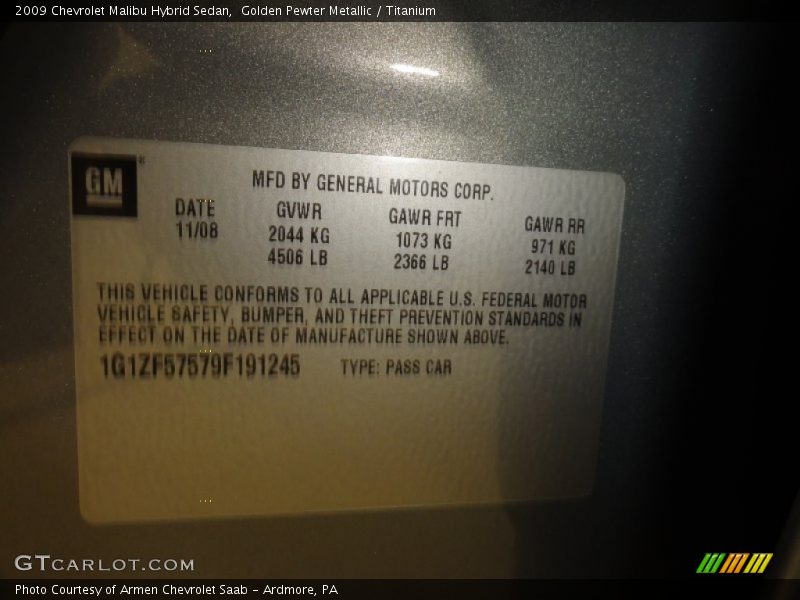 2009 Chevrolet Malibu Hybrid Sedan, Golden Pewter Metallic / Titanium
GM
MFD BY GENERAL MOTORS CORP.
DATE GVWR GAWR FRT GAWR RR
11/08 2044 KG 1073 KG 971 KG
4506 LB 2366 LB 2140 LB
THIS VEHICLE CONFORMS TO ALL APPLICABLE U.S. FEDERAL MOTOR
VEHICLE SAFETY, BUMPER, AND THEFT PREVENTION STANDARDS IN
EFFECT ON THE DATE OF MANUFACTURE SHOWN ABOVE.
1G1ZF57579F191245 TYPE: PASS CAR
GTCARLOT.COM
Photo Courtesy of Armen Chevrolet Saab - Ardmore, PA